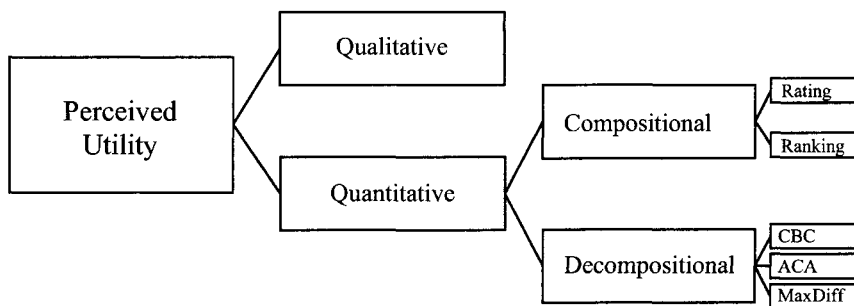 Perceived
Utility
Qualitative
Quantitative
Compositional
Decompositional
Rating
Ranking
CBC
ACA
MaxDiff